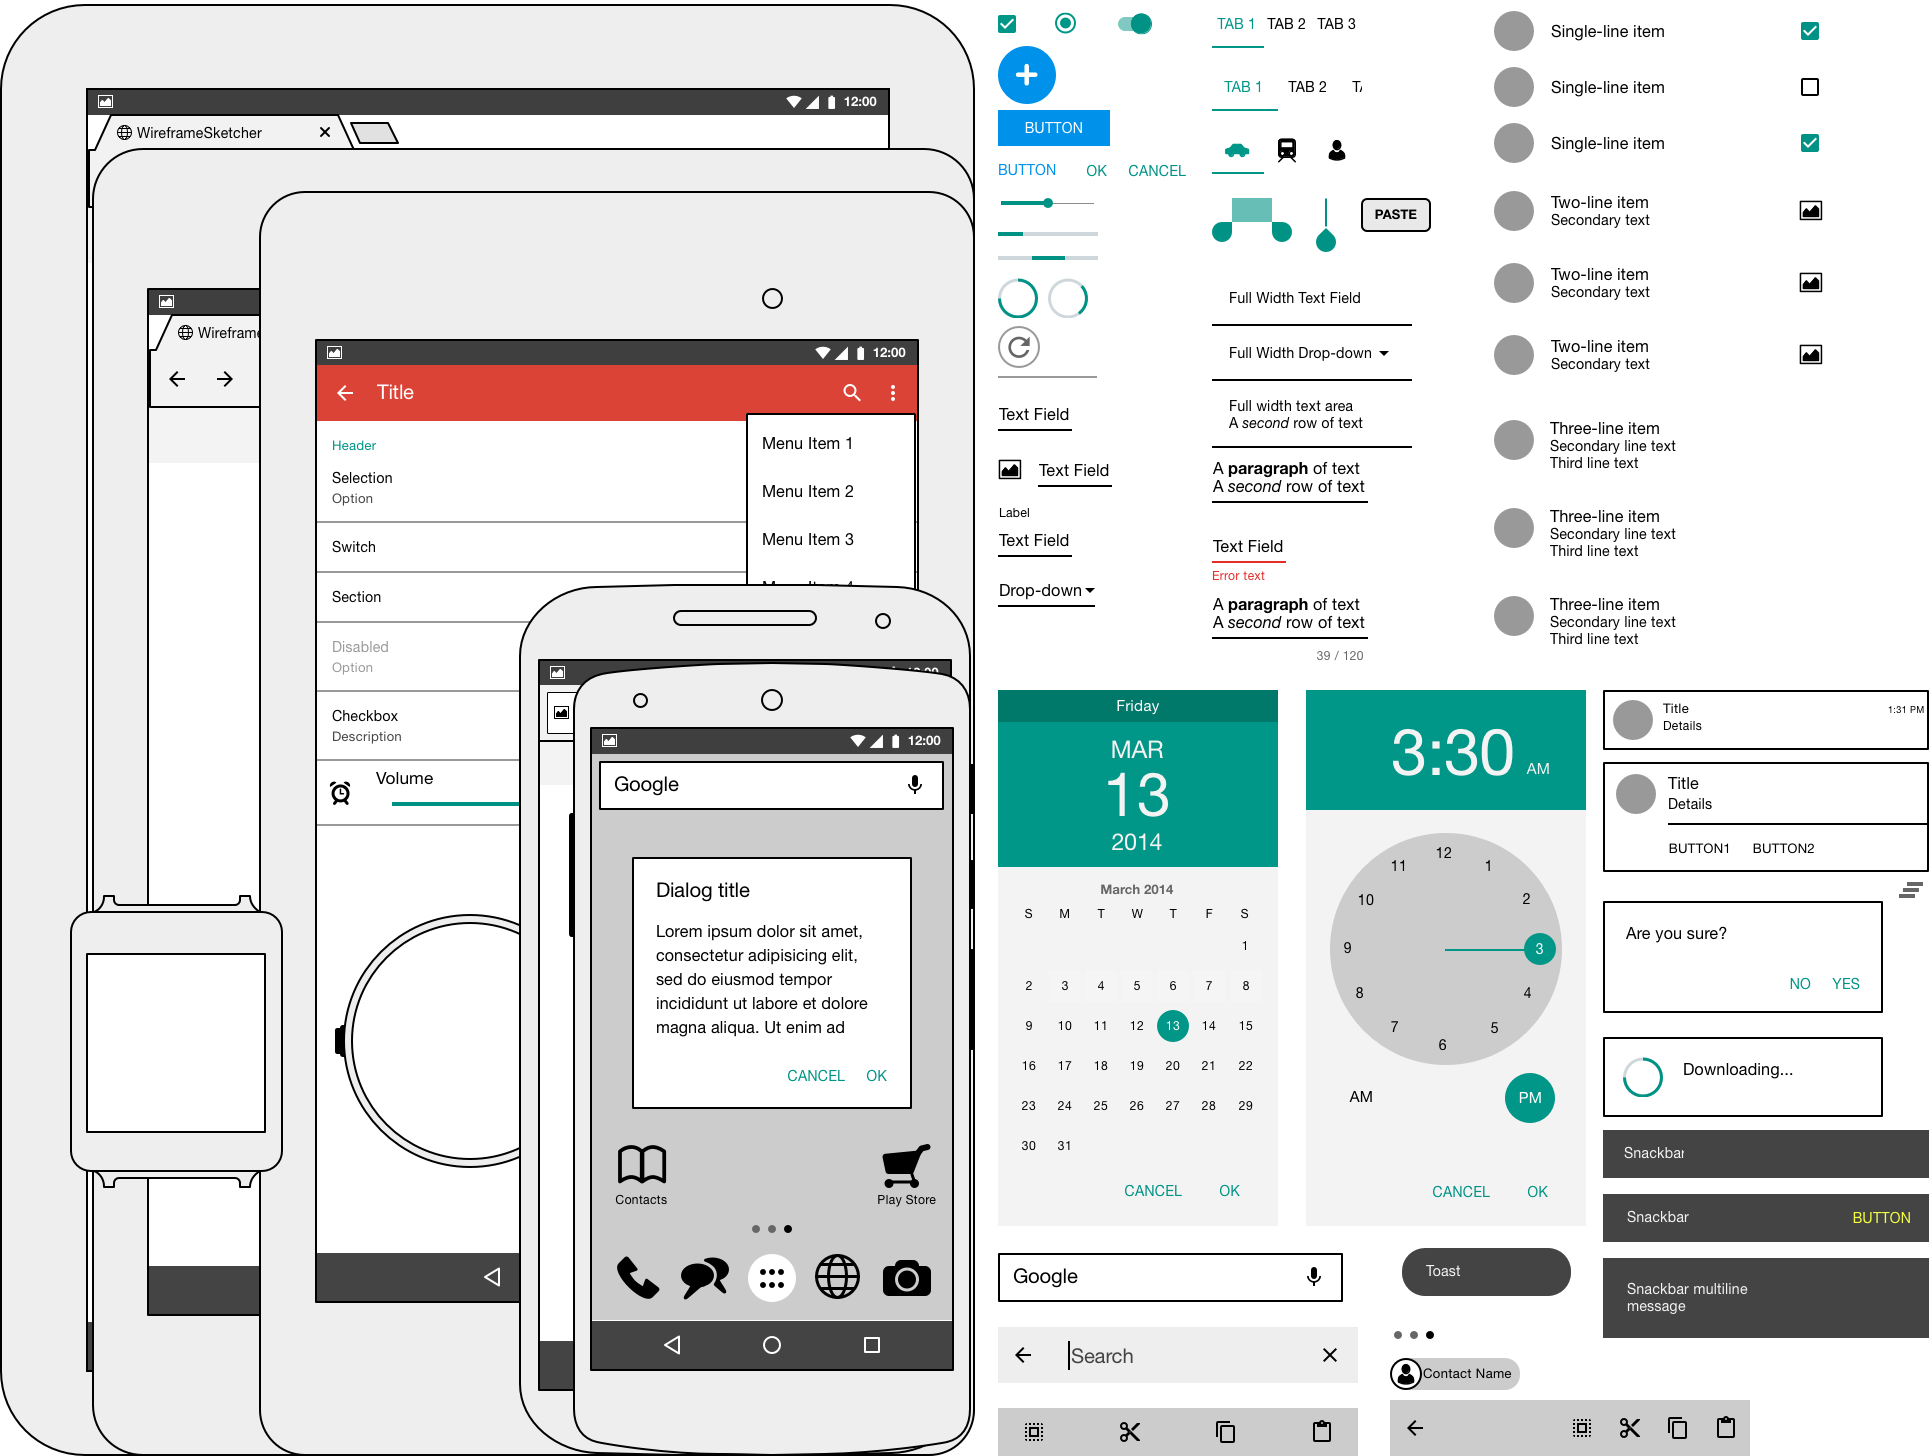 12:00
WireframeSketcher
Wireframe
12:00
Title
Header
Selection
Option
Switch
Section
Disabled
Option
Checkbox
Description
Volume
Menu Item 1
Menu Item 2
Menu Item 3
Menu Item 4
12:00
12:00
Google
Dialog title
Lorem ipsum dolor sit amet,
consectetur adipisicing elit,
sed do eiusmod tempor
incididunt ut labore et dolore
magna aliqua. Ut enim ad
CANCEL OK
Contacts
Play Store
BUTTON
BUTTON OK CANCEL
Text Field
Text Field
Label
Text Field
Drop-down
TAB 1 TAB 2 TAB 3
TAB 1 TAB 2
PASTE
Full Width Text Field
Full Width Drop-down
Full width text area
A second row of text
A paragraph of text
A second row of text
Text Field
Error text
A paragraph of text
A second row of text
39 / 120
Single-line item
Single-line item
Single-line item
Two-line item
Secondary text
Two-line item
Secondary text
Two-line item
Secondary text
Three-line item
Secondary line text
Third line text
Three-line item
Secondary line text
Third line text
Three-line item
Secondary line text
Third line text
Friday
MAR
13
2014
March 2014
S M T W T F S
1
2 3 4 5 6 7 8
9 10 11 12 13 14 15
16 17 18 19 20 21 22
23 24 25 26 27 28 29
30 31
CANCEL OK
3:30 AM
12
1
2
3
4
5
6
7
8
9
10
11
AM PM
CANCEL OK
Title 1:31 PM
Details
Title
Details
BUTTON1 BUTTON2
Are you sure?
NO YES
Downloading...
Snackbar
Snackbar BUTTON
Snackbar multiline
message
Google
Toast
Search
Contact Name